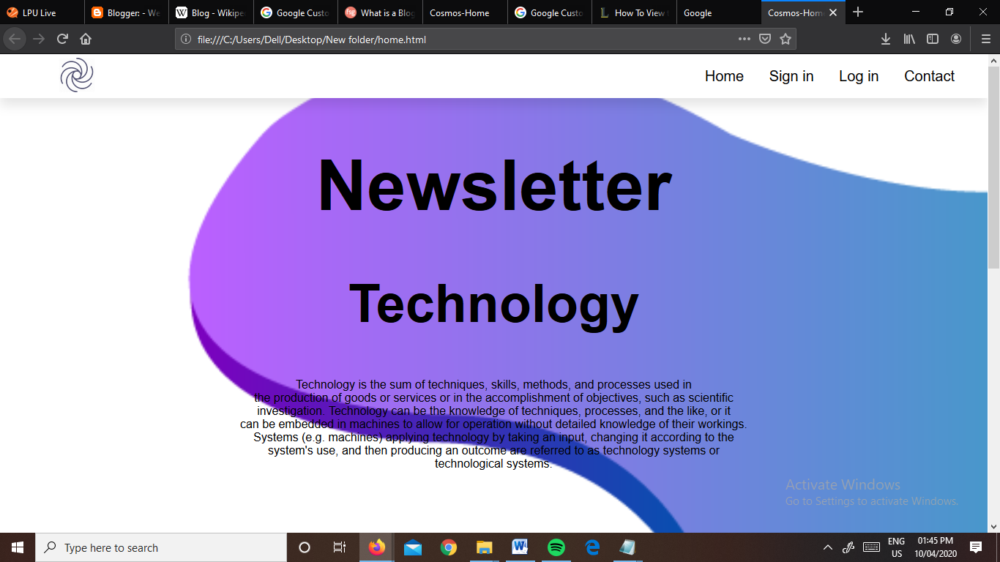 LPU Live
Blogger: - We
Blog - Wikipe
Google Custo
What is a Blog
Cosmos-Home
Google Custo
How To View
Google
Cosmos-Home
file:///C:/Users/Dell/Desktop/New folder/home.html
Home Sign in Log in Contact
Newsletter
Technology
Technology is the sum of techniques, skills, methods, and processes used in
the production of goods or services or in the accomplishment of objectives, such as scientific
investigation. Technology can be the knowledge of techniques, processes, and the like, or it
can be embedded in machines to allow for operation without detailed knowledge of their workings.
Systems (e.g. machines) applying technology by taking an input, changing it according to the
system's use, and then producing an outcome are referred to as technology systems or
technological systems.
Activate Windows
Go to Settings to activate Windows.
Type here to search
ENG
US
01:45 PM
10/04/2020